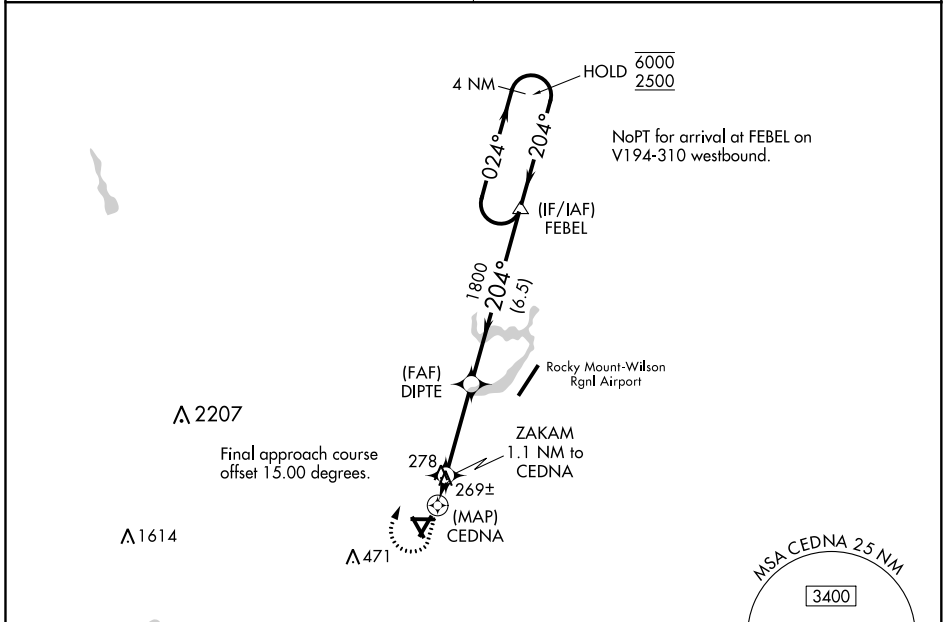 4 NM
HOLD 6000
2500
NoPT for arrival at FEBEL on
V194-310 westbound.
024°
204°
(IF/IAF)
FEBEL
1800
204°
(6.5)
(FAF)
DIPTE
Rocky Mount-Wilson
Rgnl Airport
2207
Final approach course
offset 15.00 degrees.
ZAKAM
1.1 NM to
CEDNA
278
269±
(MAP)
CEDNA
1614
471
MSA CEDNA 25 NM
3400